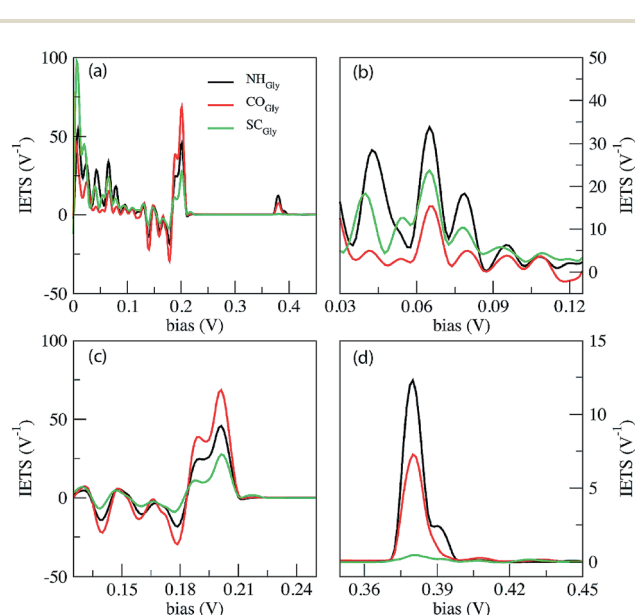 (a)
NH_Gly
CO_Gly
SC_Gly
IETS (V^-1)
100
50
0
-50
0 0.1 0.2 0.3 0.4
bias (V)
(b)
50
40
30
20
10
0
IETS (V^-1)
0.03 0.06 0.09 0.12
bias (V)
(c)
IETS (V^-1)
100
50
0
-50
0.15 0.18 0.21 0.24
bias (V)
(d)
15
10
5
0
IETS (V^-1)
0.36 0.39 0.42 0.45
bias (V)